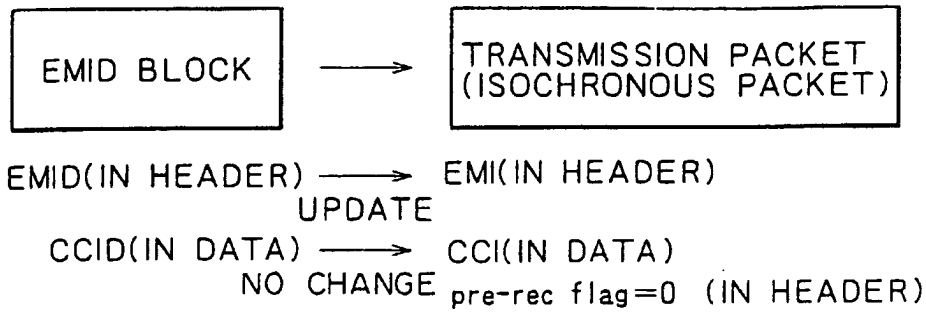 EMID BLOCK
TRANSMISSION PACKET
(ISOCHRONOUS PACKET)
EMID(IN HEADER) → EMI(IN HEADER)
UPDATE
CCID(IN DATA) → CCI(IN DATA)
NO CHANGE pre-rec flag=0 (IN HEADER)